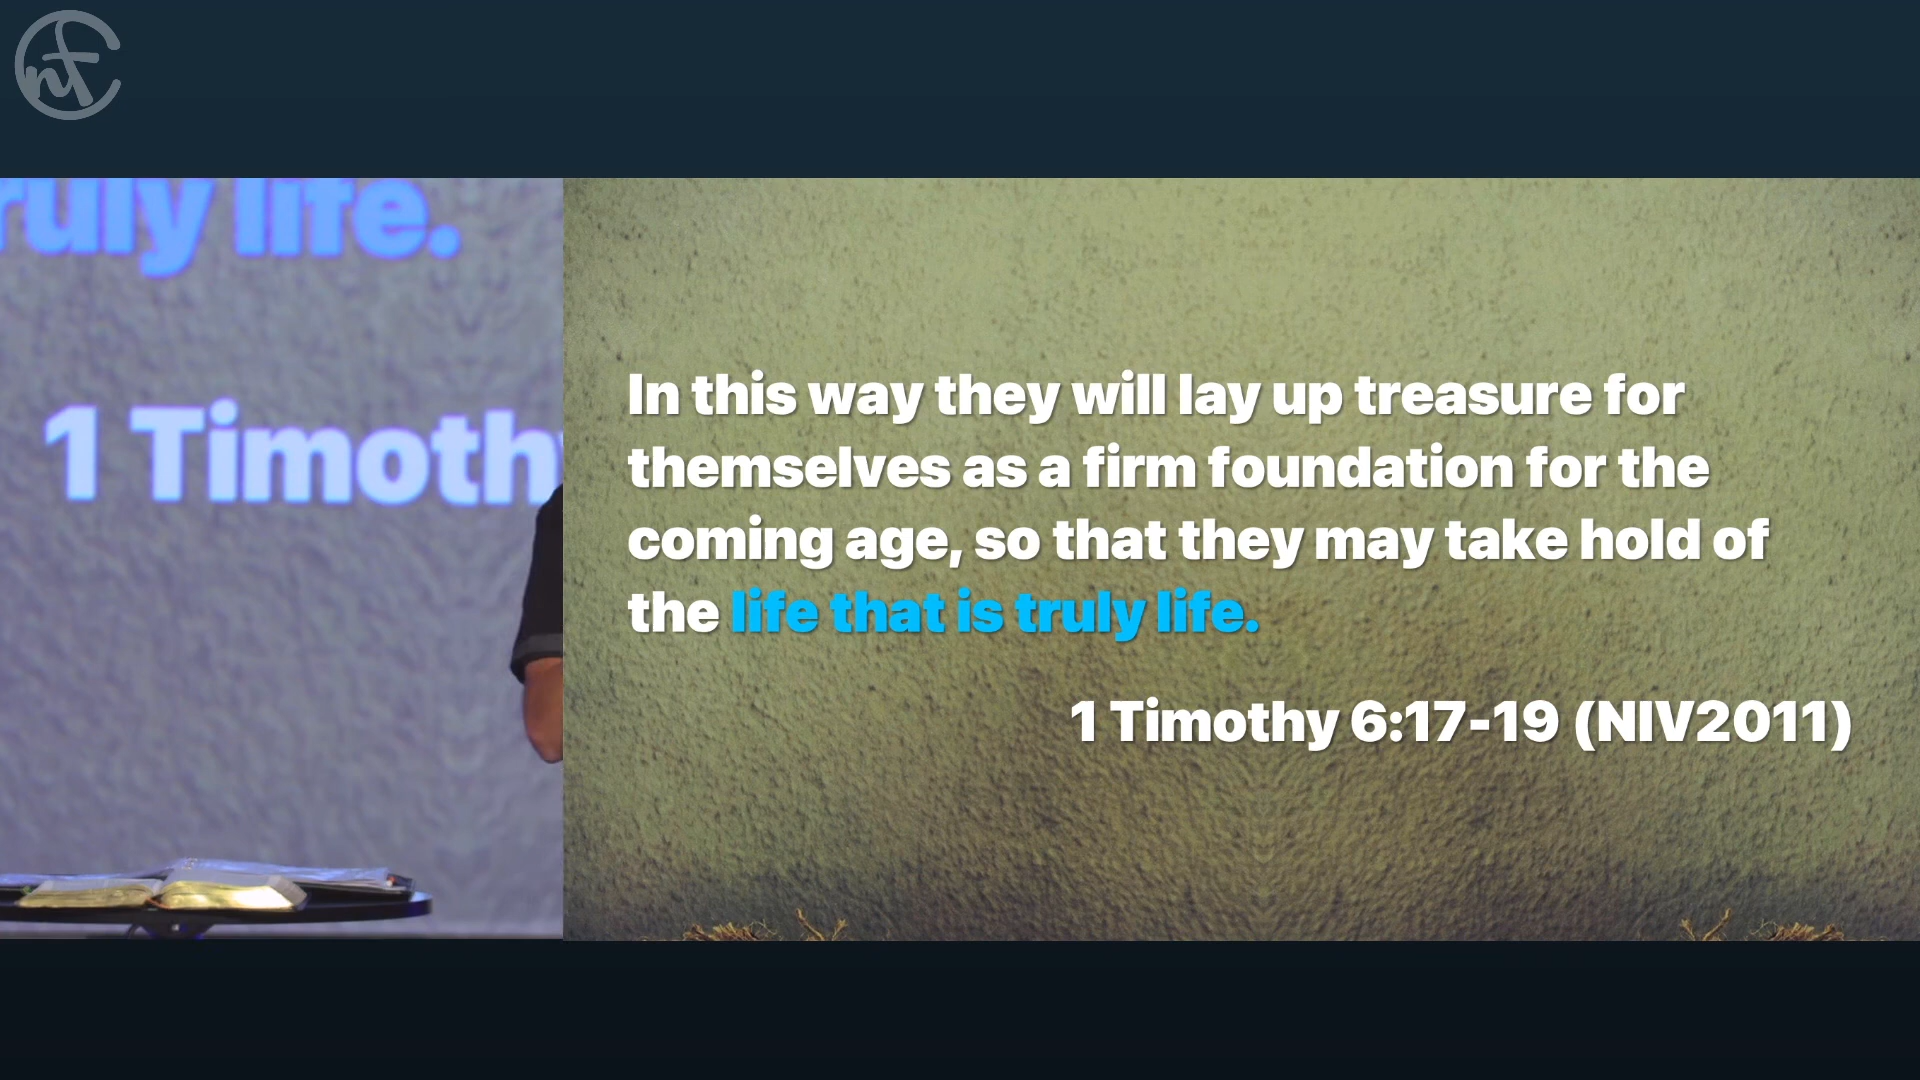 ruly life.
1 Timothy
In this way they will lay up treasure for
themselves as a firm foundation for the
coming age, so that they may take hold of
the life that is truly life.
1 Timothy 6:17-19 (NIV2011)